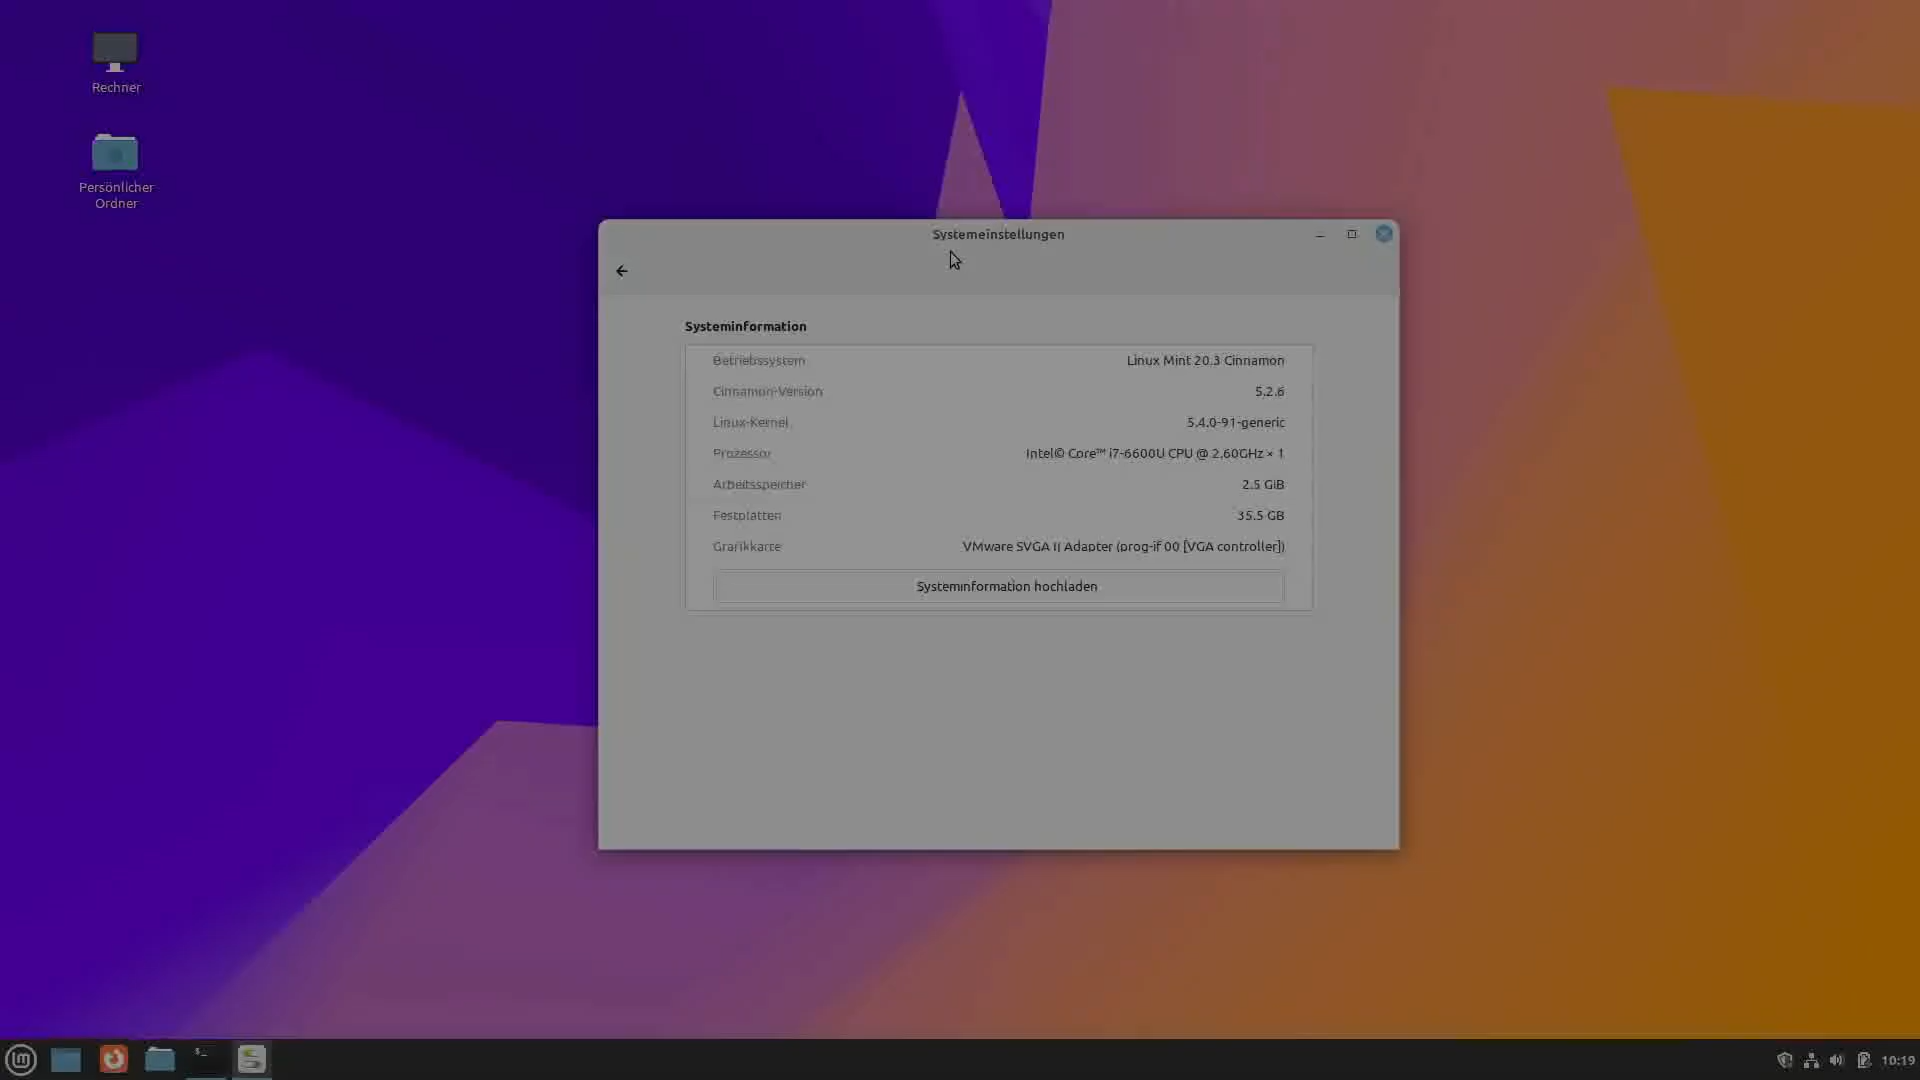 Rechner
Persönlicher
Ordner
Systemeinstellungen
Systeminformation
Betriebssystem Linux Mint 20.3 Cinnamon
Cinnamon-Version 5.2.6
Linux-Kernel 5.4.0-91-generic
Prozessor Intel© Core™ i7-6600U CPU @ 2.60GHz × 1
Arbeitsspeicher 2.5 GiB
Festplatten 35.5 GB
Grafikkarte VMware SVGA II Adapter (prog-if 00 [VGA controller])
Systeminformation hochladen
lm $_ 10:19